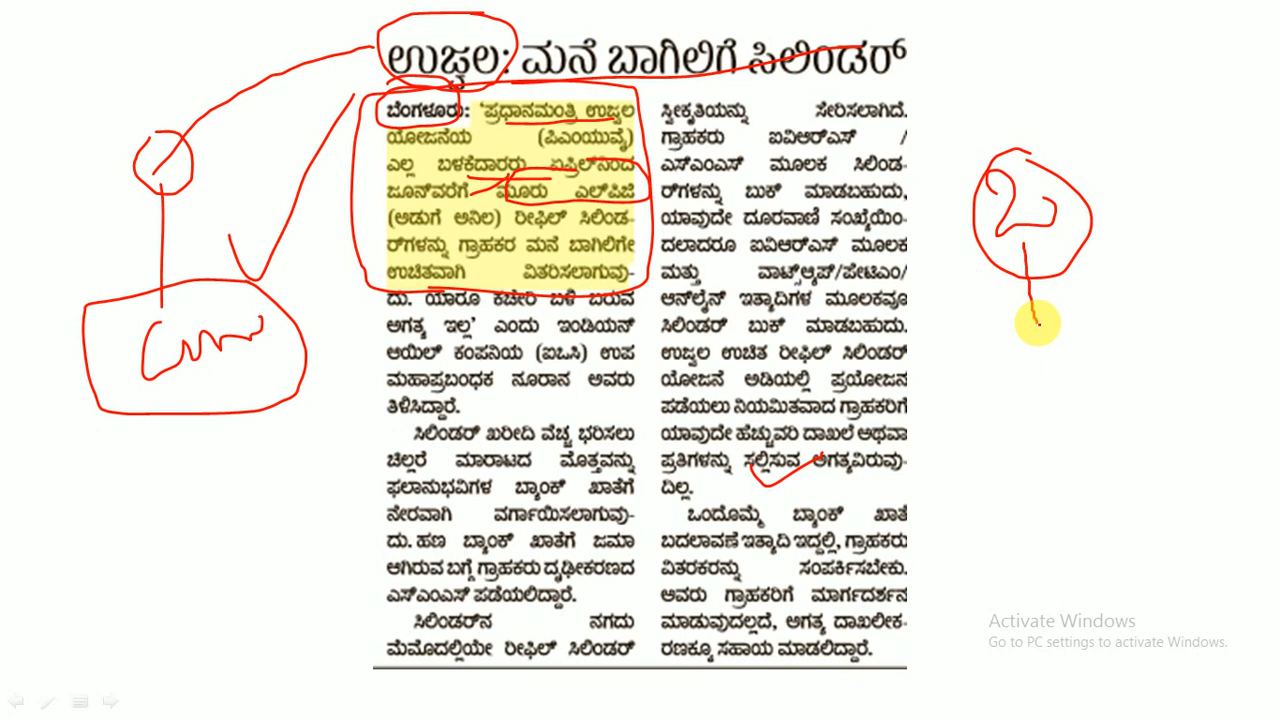 ಉಜ್ವಲ: ಮನೆ ಬಾಗಿಲಿಗೆ ಸಿಲಿಂಡರ್
ಬೆಂಗಳೂರು: 'ಪ್ರಧಾನಮಂತ್ರಿ ಉಜ್ವಲ
ಯೋಜನೆಯ (ಪಿಎಂಯುವೈ)
ಎಲ್ಲ ಬಳಕೆದಾರರು ಏಪ್ರಿಲ್‌ನಿಂದ
ಜೂನ್‌ವರೆಗೆ ಮೂರು ಎಲ್‌ಪಿಜಿ
(ಅಡುಗೆ ಅನಿಲ) ರೀಫಿಲ್ ಸಿಲಿಂಡ-
ರ್‌ಗಳನ್ನು ಗ್ರಾಹಕರ ಮನೆ ಬಾಗಿಲಿಗೇ
ಉಚಿತವಾಗಿ ವಿತರಿಸಲಾಗುವು-
ದು. ಯಾರೂ ಕಚೇರಿ ಬಳಿ ಬರುವ
ಅಗತ್ಯ ಇಲ್ಲ' ಎಂದು ಇಂಡಿಯನ್
ಆಯಿಲ್ ಕಂಪನಿಯ (ಐಒಸಿ) ಉಪ
ಮಹಾಪ್ರಬಂಧಕ ನೂರಾನ ಅವರು
ತಿಳಿಸಿದ್ದಾರೆ.
ಸಿಲಿಂಡರ್ ಖರೀದಿ ವೆಚ್ಚ ಭರಿಸಲು
ಚಿಲ್ಲರೆ ಮಾರಾಟದ ಮೊತ್ತವನ್ನು
ಫಲಾನುಭವಿಗಳ ಬ್ಯಾಂಕ್ ಖಾತೆಗೆ
ನೇರವಾಗಿ ವರ್ಗಾಯಿಸಲಾಗುವು-
ದು. ಹಣ ಬ್ಯಾಂಕ್ ಖಾತೆಗೆ ಜಮಾ
ಆಗಿರುವ ಬಗ್ಗೆ ಗ್ರಾಹಕರು ದೃಢೀಕರಣದ
ಎಸ್‌ಎಂಎಸ್ ಪಡೆಯಲಿದ್ದಾರೆ.
ಸಿಲಿಂಡರ್‌ನ ನಗದು
ಮೆಮೊದಲ್ಲಿಯೇ ರೀಫಿಲ್ ಸಿಲಿಂಡರ್
ಸ್ವೀಕೃತಿಯನ್ನು ಸೇರಿಸಲಾಗಿದೆ.
ಗ್ರಾಹಕರು ಐವಿಆರ್‌ಎಸ್ /
ಎಸ್‌ಎಂಎಸ್ ಮೂಲಕ ಸಿಲಿಂಡ-
ರ್‌ಗಳನ್ನು ಬುಕ್ ಮಾಡಬಹುದು,
ಯಾವುದೇ ದೂರವಾಣಿ ಸಂಖ್ಯೆಯಿಂ-
ದಲಾದರೂ ಐವಿಆರ್‌ಎಸ್ ಮೂಲಕ
ಮತ್ತು ವಾಟ್ಸ್‌ಆ್ಯಪ್/ಪೇಟಿಎಂ/
ಆನ್‌ಲೈನ್ ಇತ್ಯಾದಿಗಳ ಮೂಲಕವೂ
ಸಿಲಿಂಡರ್ ಬುಕ್ ಮಾಡಬಹುದು.
ಉಜ್ವಲ ಉಚಿತ ರೀಫಿಲ್ ಸಿಲಿಂಡರ್
ಯೋಜನೆ ಅಡಿಯಲ್ಲಿ ಪ್ರಯೋಜನ
ಪಡೆಯಲು ನಿಯಮಿತವಾದ ಗ್ರಾಹಕರಿಗೆ
ಯಾವುದೇ ಹೆಚ್ಚುವರಿ ದಾಖಲೆ ಅಥವಾ
ಪ್ರತಿಗಳನ್ನು ಸಲ್ಲಿಸುವ ಅಗತ್ಯವಿರುವು-
ದಿಲ್ಲ.
ಒಂದೊಮ್ಮೆ ಬ್ಯಾಂಕ್ ಖಾತೆ
ಬದಲಾವಣೆ ಇತ್ಯಾದಿ ಇದ್ದಲ್ಲಿ, ಗ್ರಾಹಕರು
ವಿತರಕರನ್ನು ಸಂಪರ್ಕಿಸಬೇಕು.
ಅವರು ಗ್ರಾಹಕರಿಗೆ ಮಾರ್ಗದರ್ಶನ
ಮಾಡುವುದಲ್ಲದೆ, ಅಗತ್ಯ ದಾಖಲೀಕ-
ರಣಕ್ಕೂ ಸಹಾಯ ಮಾಡಲಿದ್ದಾರೆ.
2
Activate Windows
Go to PC settings to activate Windows.